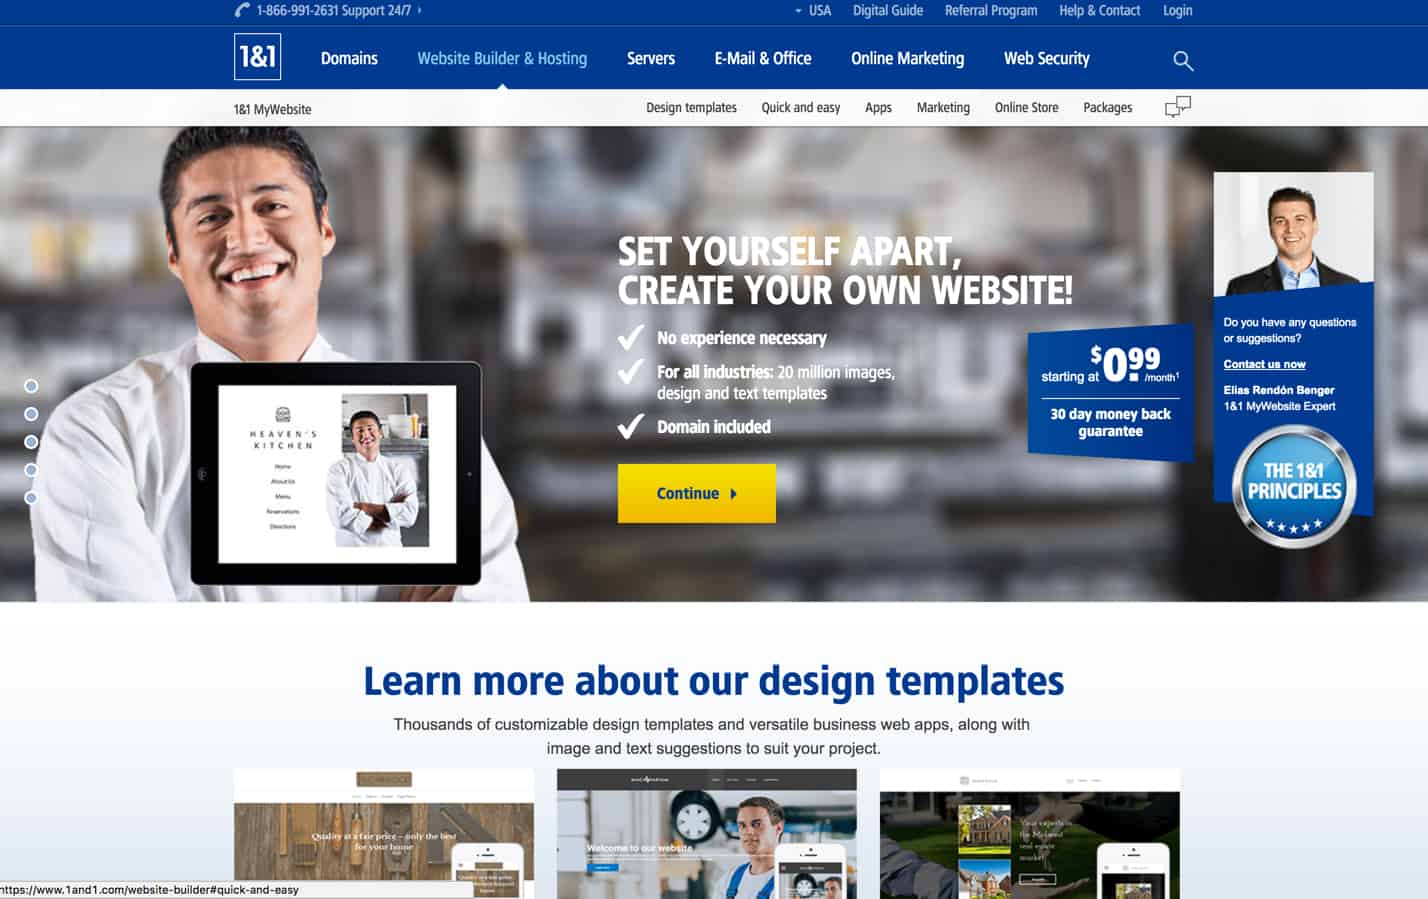 1-866-991-2631 Support 24/7
USA Digital Guide Referral Program Help & Contact Login
1&1
Domains Website Builder & Hosting Servers E-Mail & Office Online Marketing Web Security
1&1 MyWebsite
Design templates Quick and easy Apps Marketing Online Store Packages
SET YOURSELF APART,
CREATE YOUR OWN WEBSITE!
No experience necessary
For all industries: 20 million images,
design and text templates
Domain included
Continue
starting at $0.99 /month1
30 day money back
guarantee
Do you have any questions
or suggestions?
Contact us now
Elias Rendón Benger
1&1 MyWebsite Expert
THE 1&1
PRINCIPLES
HEAVEN'S
KITCHEN
Home
About Us
Menu
Reservations
Directions
Learn more about our design templates
Thousands of customizable design templates and versatile business web apps, along with
image and text suggestions to suit your project.
Quality at a fair price – only the best
for your home
Welcome to our website
Your experts in
the Midwest
real estate
market
https://www.1and1.com/website-builder#quick-and-easy